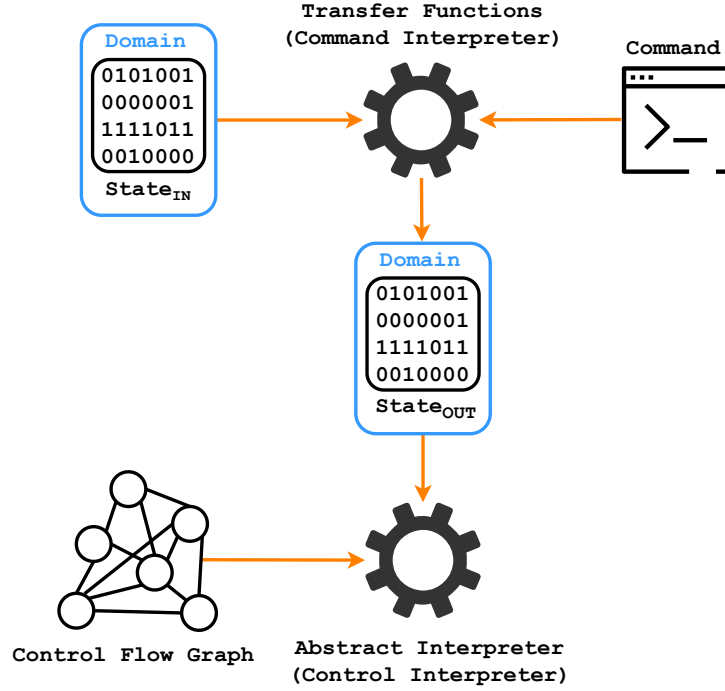 Transfer Functions
(Command Interpreter)
Domain
0101001
0000001
1111011
0010000
StateIN
Command
Domain
0101001
0000001
1111011
0010000
StateOUT
Control Flow Graph
Abstract Interpreter
(Control Interpreter)